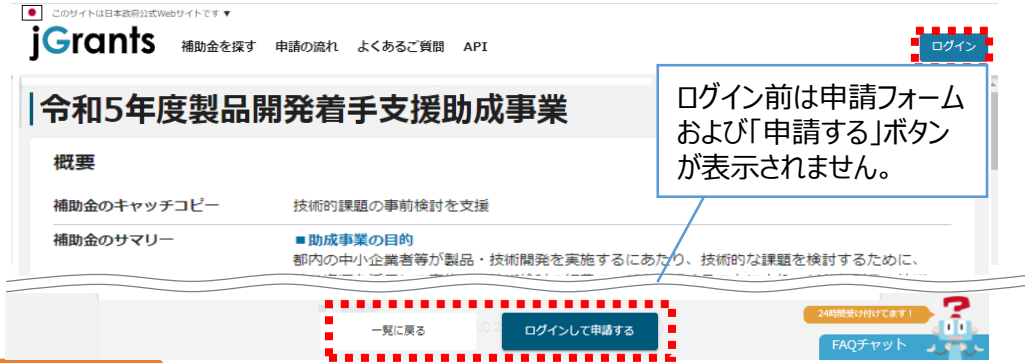 このサイトは日本政府公式Webサイトです ▼
jGrants 補助金を探す 申請の流れ よくあるご質問 API ログイン
令和5年度製品開発着手支援助成事業
ログイン前は申請フォーム
および「申請する」ボタン
が表示されません。
概要
補助金のキャッチコピー 技術的課題の事前検討を支援
補助金のサマリー ■助成事業の目的
都内の中小企業者等が製品・技術開発を実施するにあたり、技術的な課題を検討するために、
一覧に戻る ログインして申請する
24時間受け付けてます!
FAQチャット